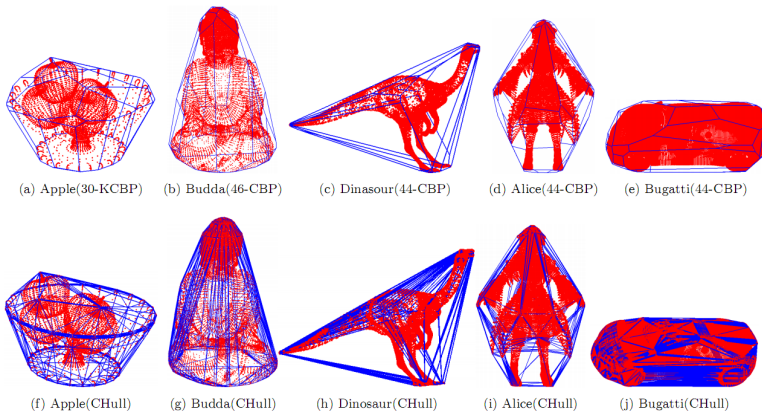 (a) Apple(30-KCBP) (b) Budda(46-CBP) (c) Dinasour(44-CBP) (d) Alice(44-CBP) (e) Bugatti(44-CBP)
(f) Apple(CHull) (g) Budda(CHull) (h) Dinosaur(CHull) (i) Alice(CHull) (j) Bugatti(CHull)